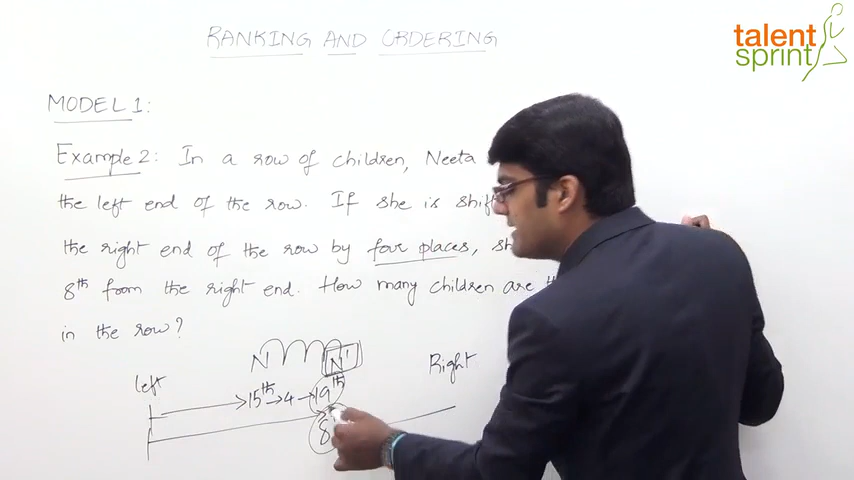 RANKING AND ORDERING
talent
sprint
MODEL 1:
Example 2: In a row of children, Neeta
the left end of the row. If she is shift
the right end of the row by four places, sh
8th from the right end. How many children are th
in the row?
N N'
left Right
15th → 4 → 19th
8